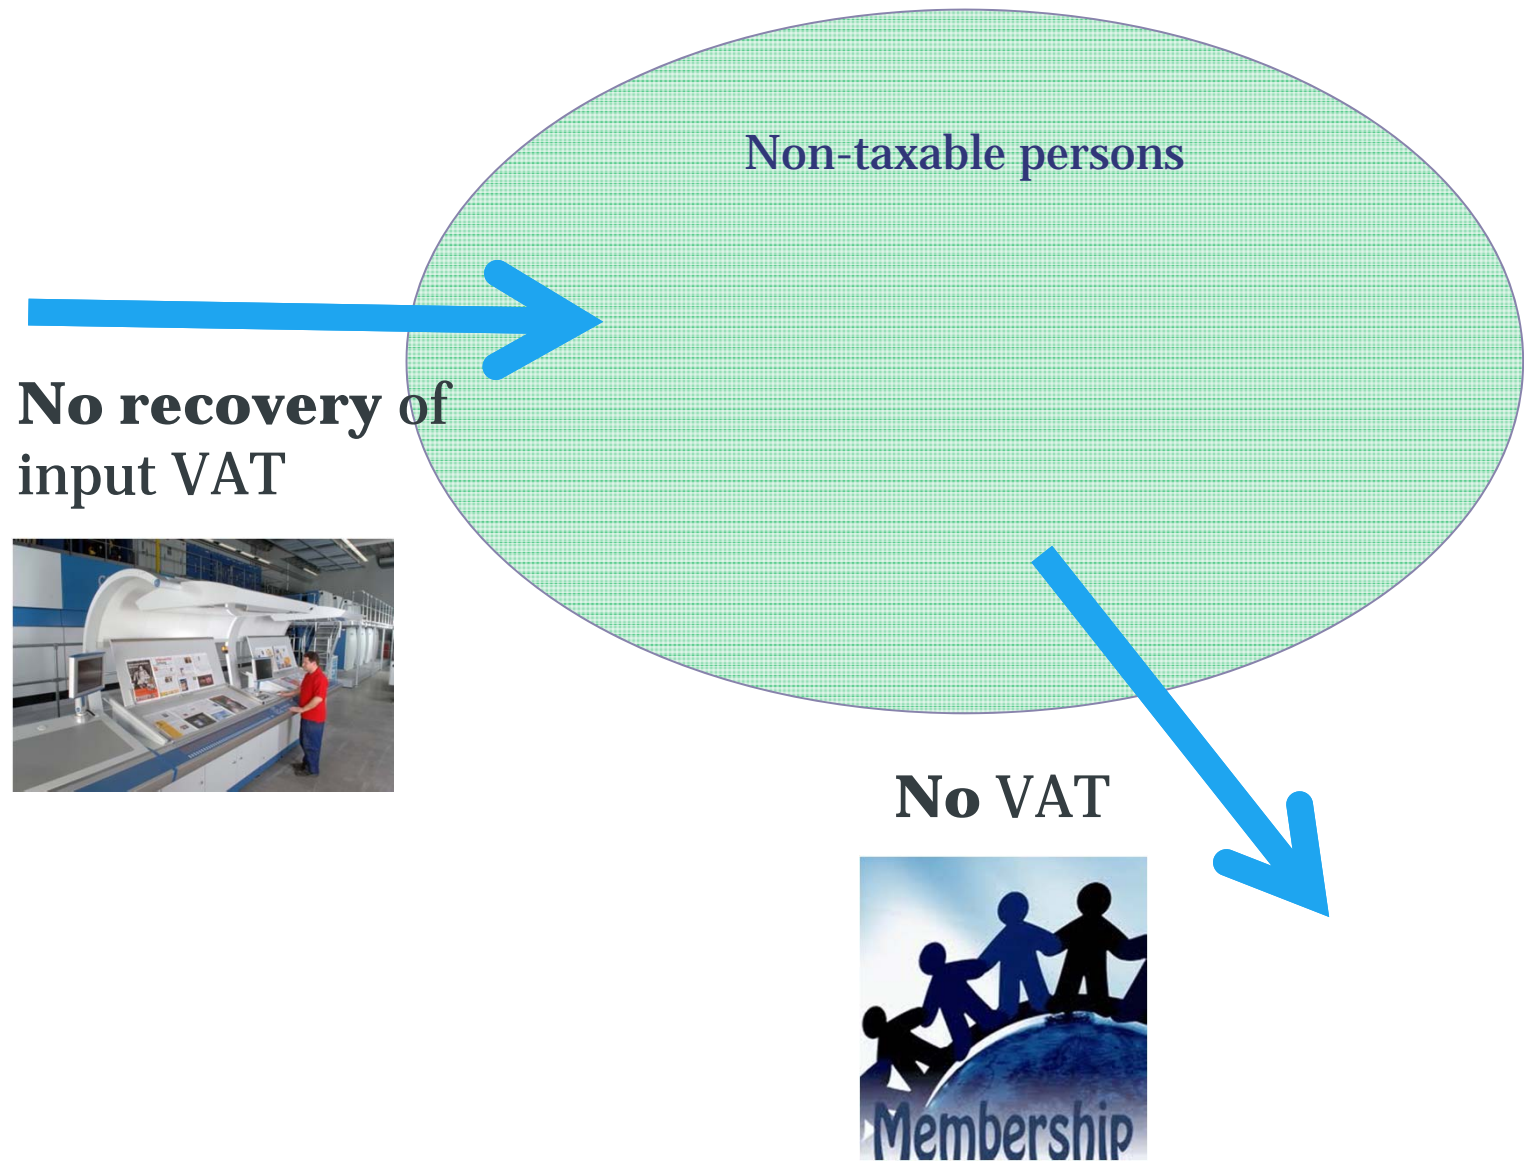 Non-taxable persons
No recovery of
input VAT
No VAT
Membership